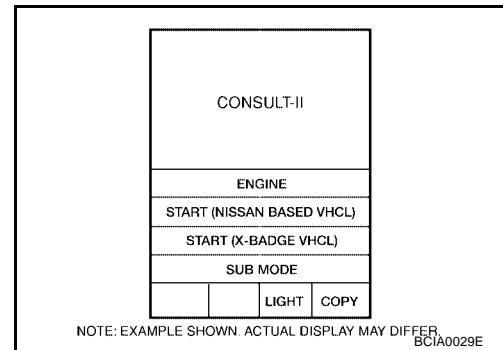 CONSULT-II
ENGINE
START (NISSAN BASED VHCL)
START (X-BADGE VHCL)
SUB MODE
LIGHT COPY
NOTE: EXAMPLE SHOWN. ACTUAL DISPLAY MAY DIFFER.
BCIA0029E